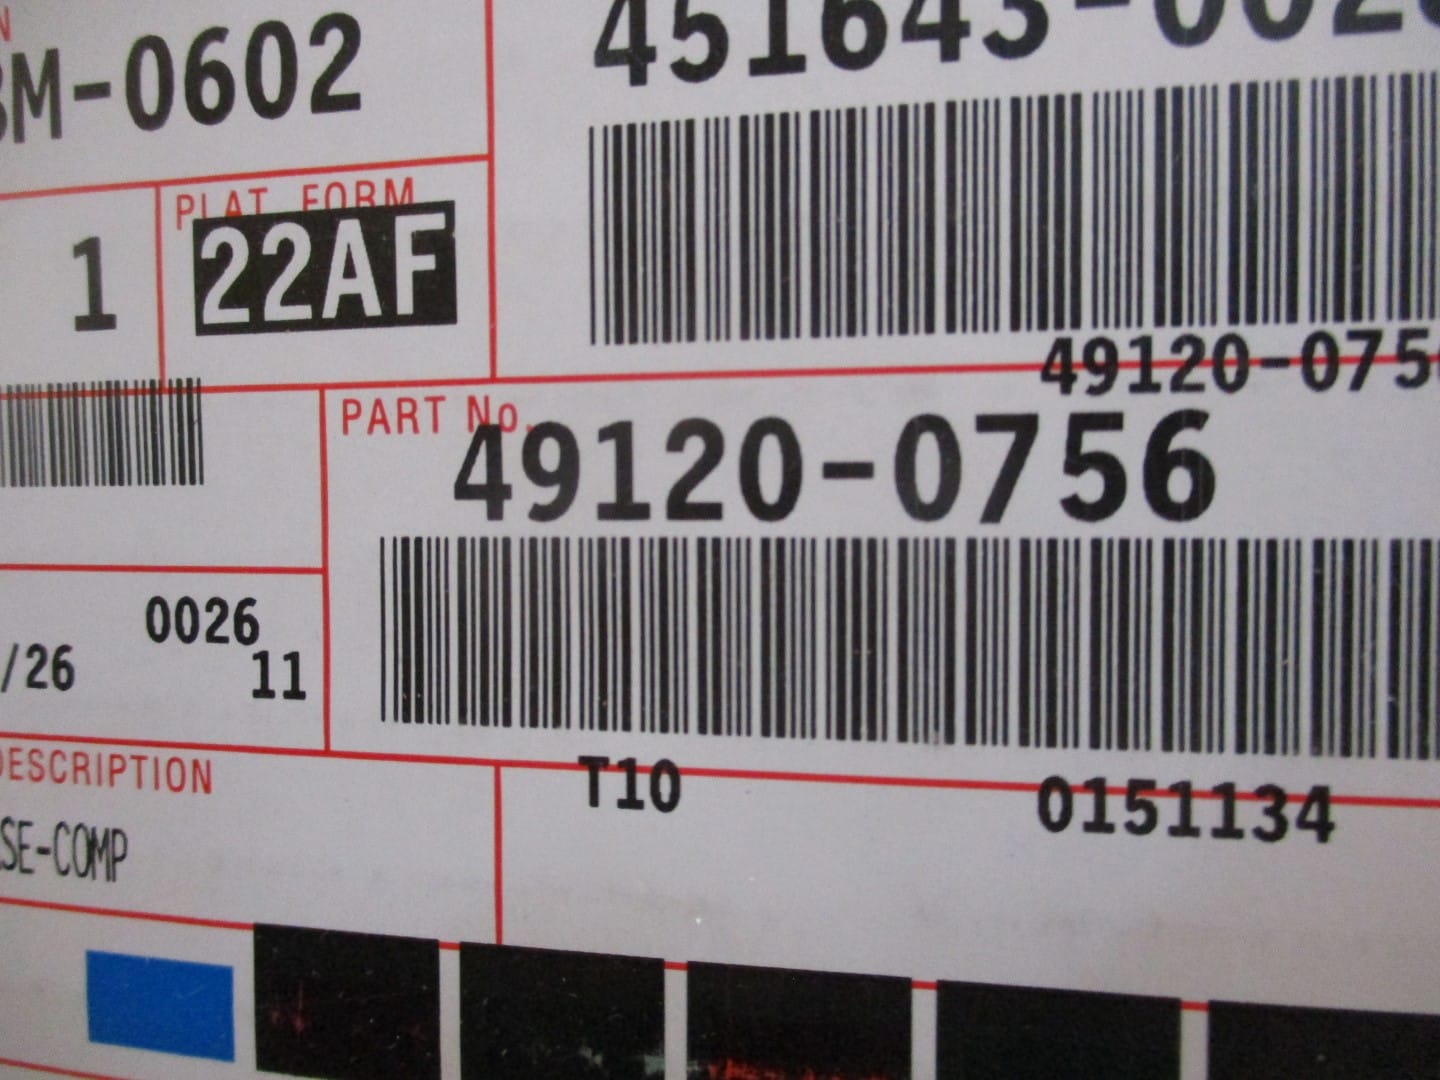 451643-002
M-0602
PLAT FORM
1
22AF
49120-075
PART No.
49120-0756
0026
/26
11
DESCRIPTION
T10
0151134
SE-COMP